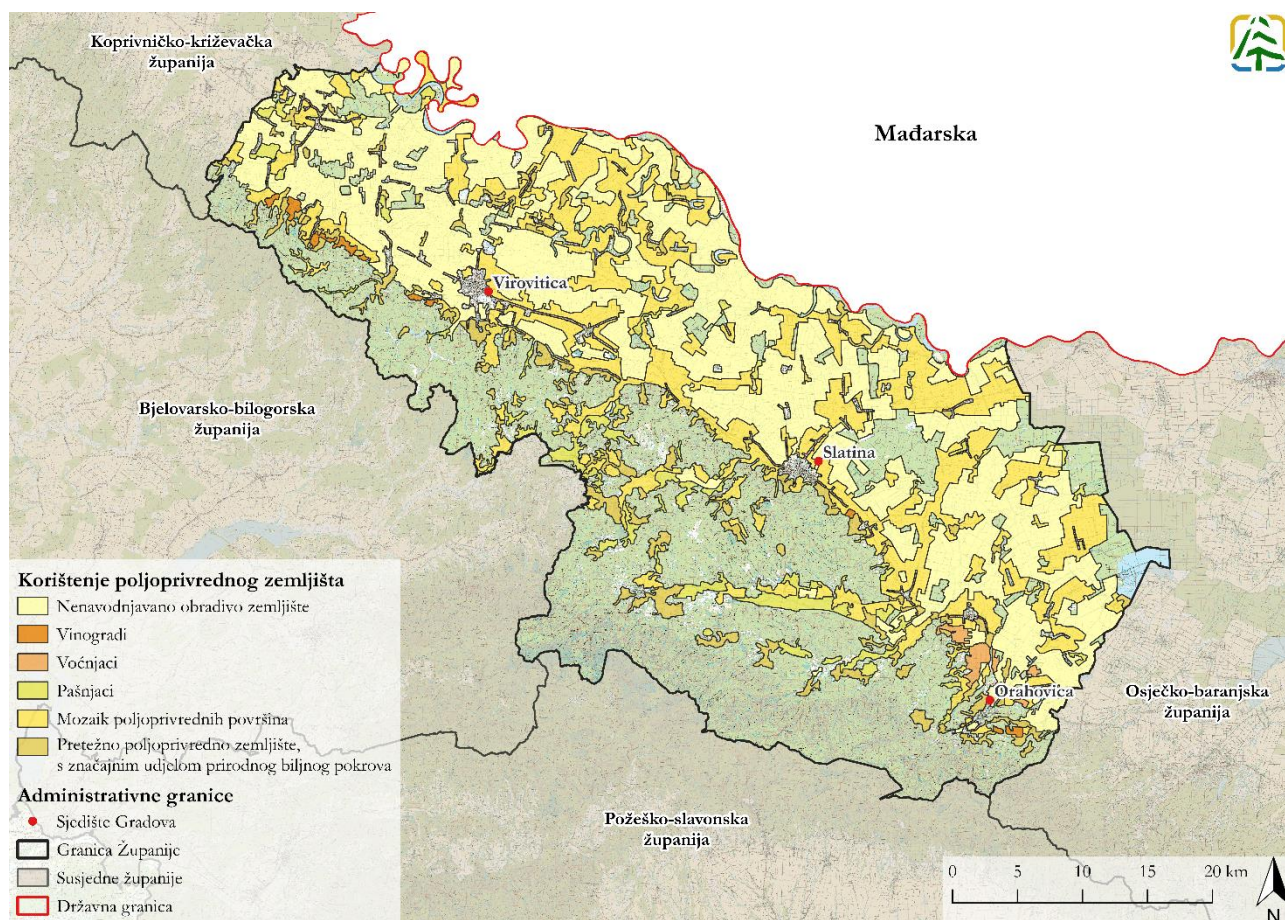 Koprivničko-križevačka
županija
Mađarska
Virovitica
Bjelovarsko-bilogorska
županija
Slatina
Orahovica
Osječko-baranjska
županija
Požeško-slavonska
županija
Korištenje poljoprivrednog zemljišta
Nenavodnjavano obradivo zemljište
Vinogradi
Voćnjaci
Pašnjaci
Mozaik poljoprivrednih površina
Pretežno poljoprivredno zemljište,
s značajnim udjelom prirodnog biljnog pokrova
Administrativne granice
Sjedište Gradova
Granica Županije
Susjedne županije
Državna granica
0 5 10 15 20 km
N